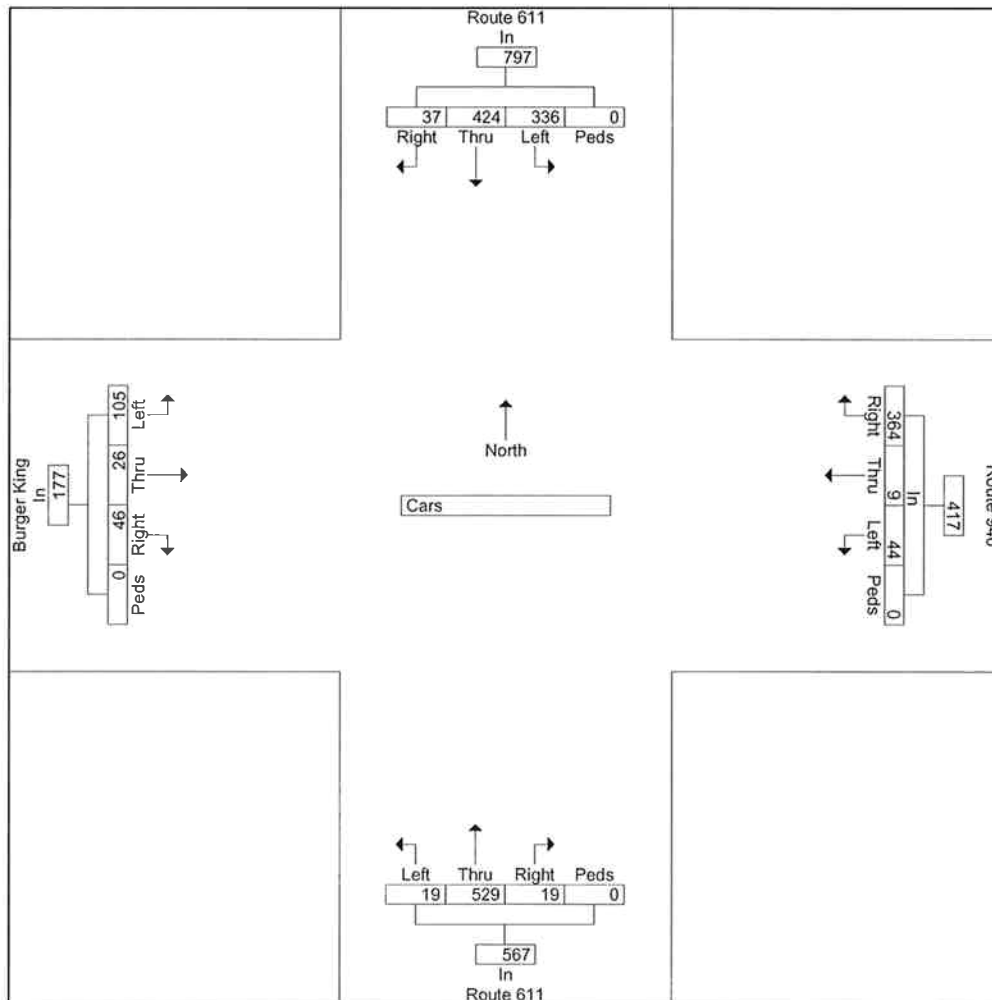 Route 611
In
797
37 424 336 0
Right Thru Left Peds
Burger King
In
177
105 26 46 0
Left Thru Right Peds
North
Cars
Right Thru Left Peds
364 9 44 0
In
417
Left Thru Right Peds
19 529 19 0
567
In
Route 611